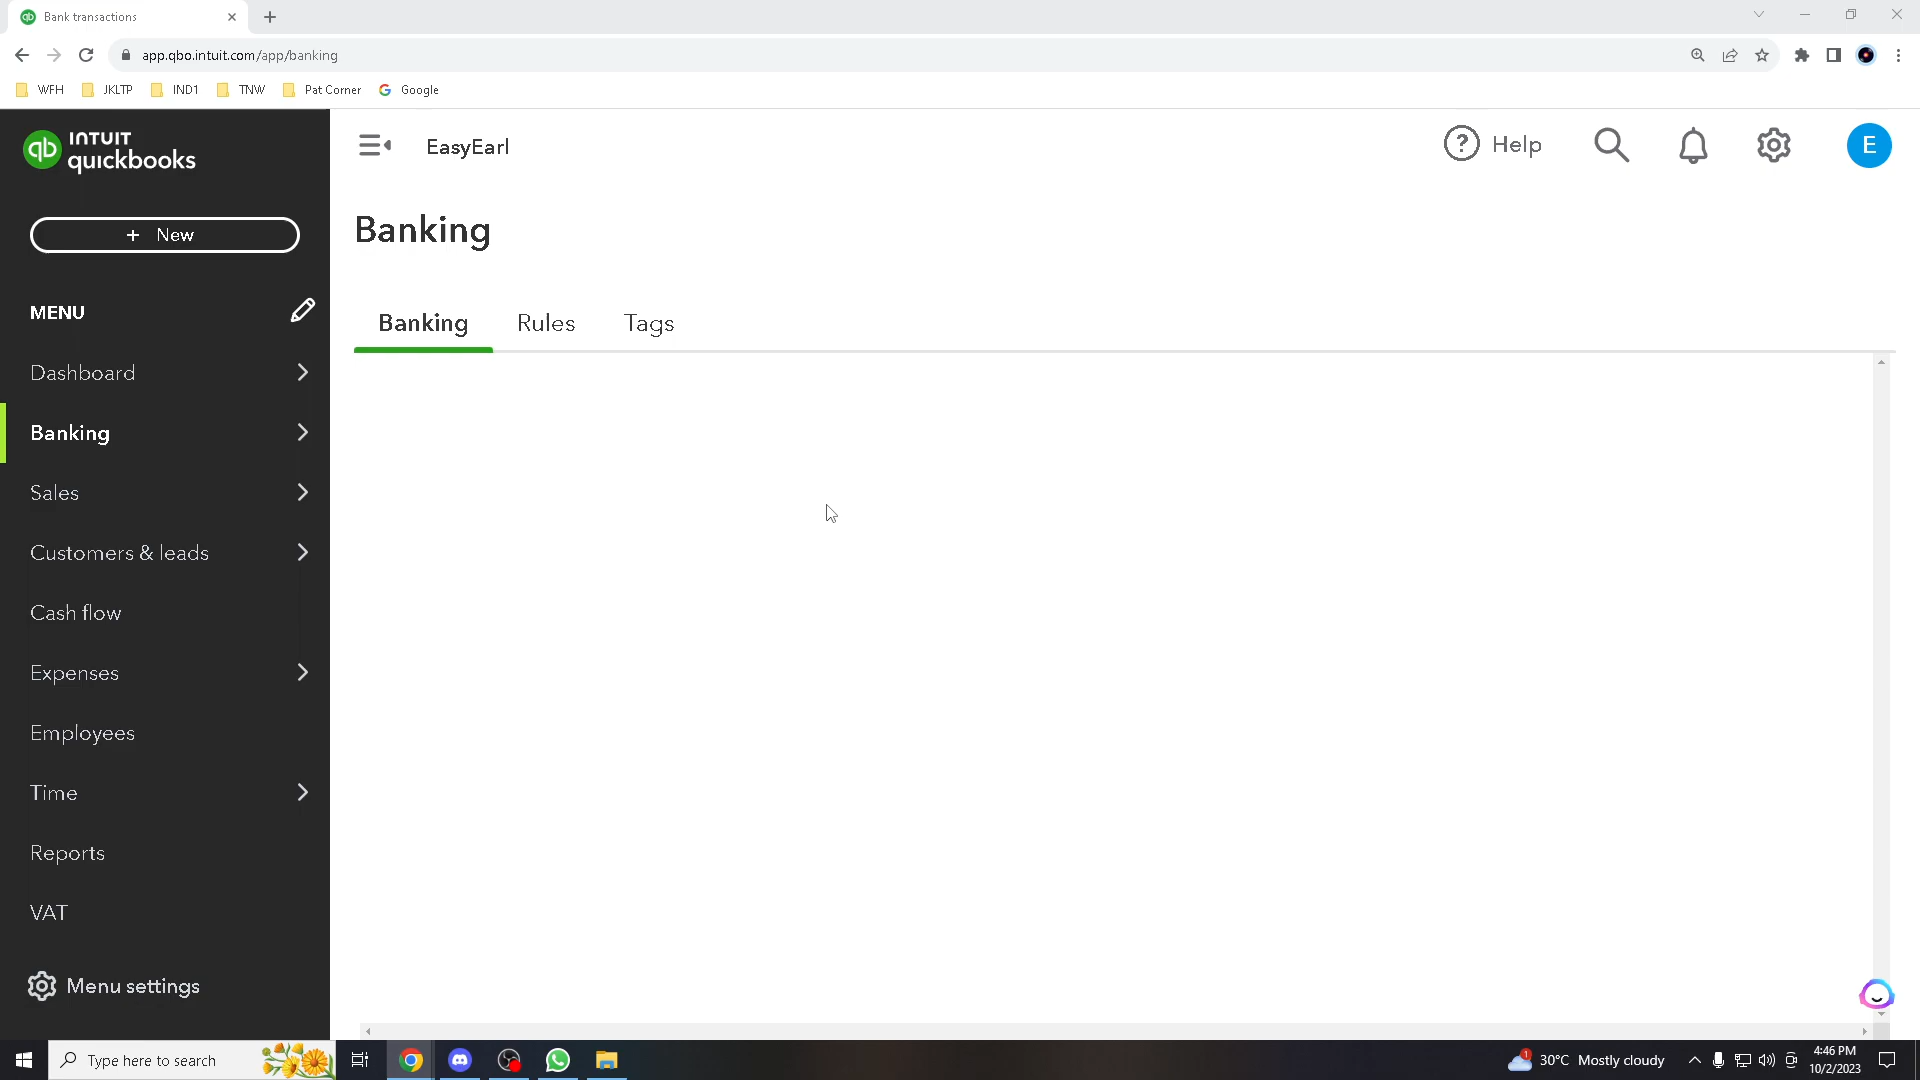 Bank transactions
app.qbo.intuit.com/app/banking
WFH JKLTP IND1 TNW Pat Corner Google
INTUIT
quickbooks
EasyEarl
Help
E
+ New
Banking
MENU
Banking Rules Tags
Dashboard
Banking
Sales
Customers & leads
Cash flow
Expenses
Employees
Time
Reports
VAT
Menu settings
Type here to search
1
30°C Mostly cloudy
4:46 PM
10/2/2023